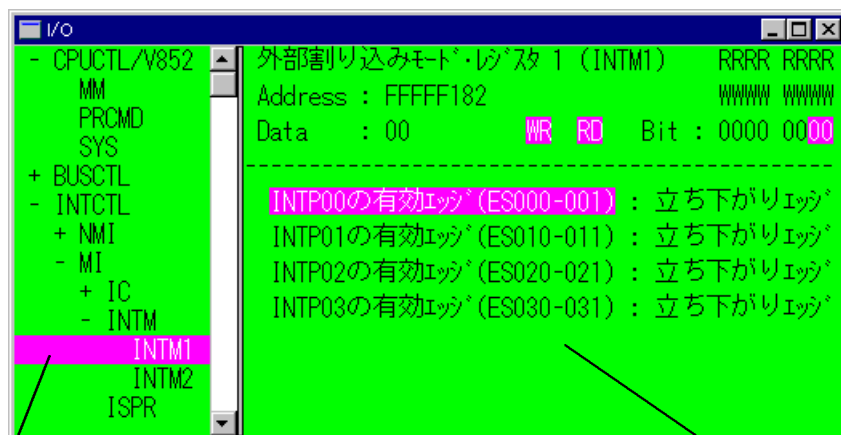 I/O
- CPUCTL/V852
MM
PRCMD
SYS
+ BUSCTL
- INTCTL
+ NMI
- MI
+ IC
- INTM
INTM1
INTM2
ISPR
外部割り込みﾓｰﾄﾞ・ﾚｼﾞｽﾀ 1 (INTM1) RRRR RRRR
Address : FFFFF182 WWWW WWWW
Data : 00 WR RD Bit : 0000 0000
--------------------------------------------------
INTP00の有効ｴｯｼﾞ(ES000-001) : 立ち下がりｴｯｼﾞ
INTP01の有効ｴｯｼﾞ(ES010-011) : 立ち下がりｴｯｼﾞ
INTP02の有効ｴｯｼﾞ(ES020-021) : 立ち下がりｴｯｼﾞ
INTP03の有効ｴｯｼﾞ(ES030-031) : 立ち下がりｴｯｼﾞ